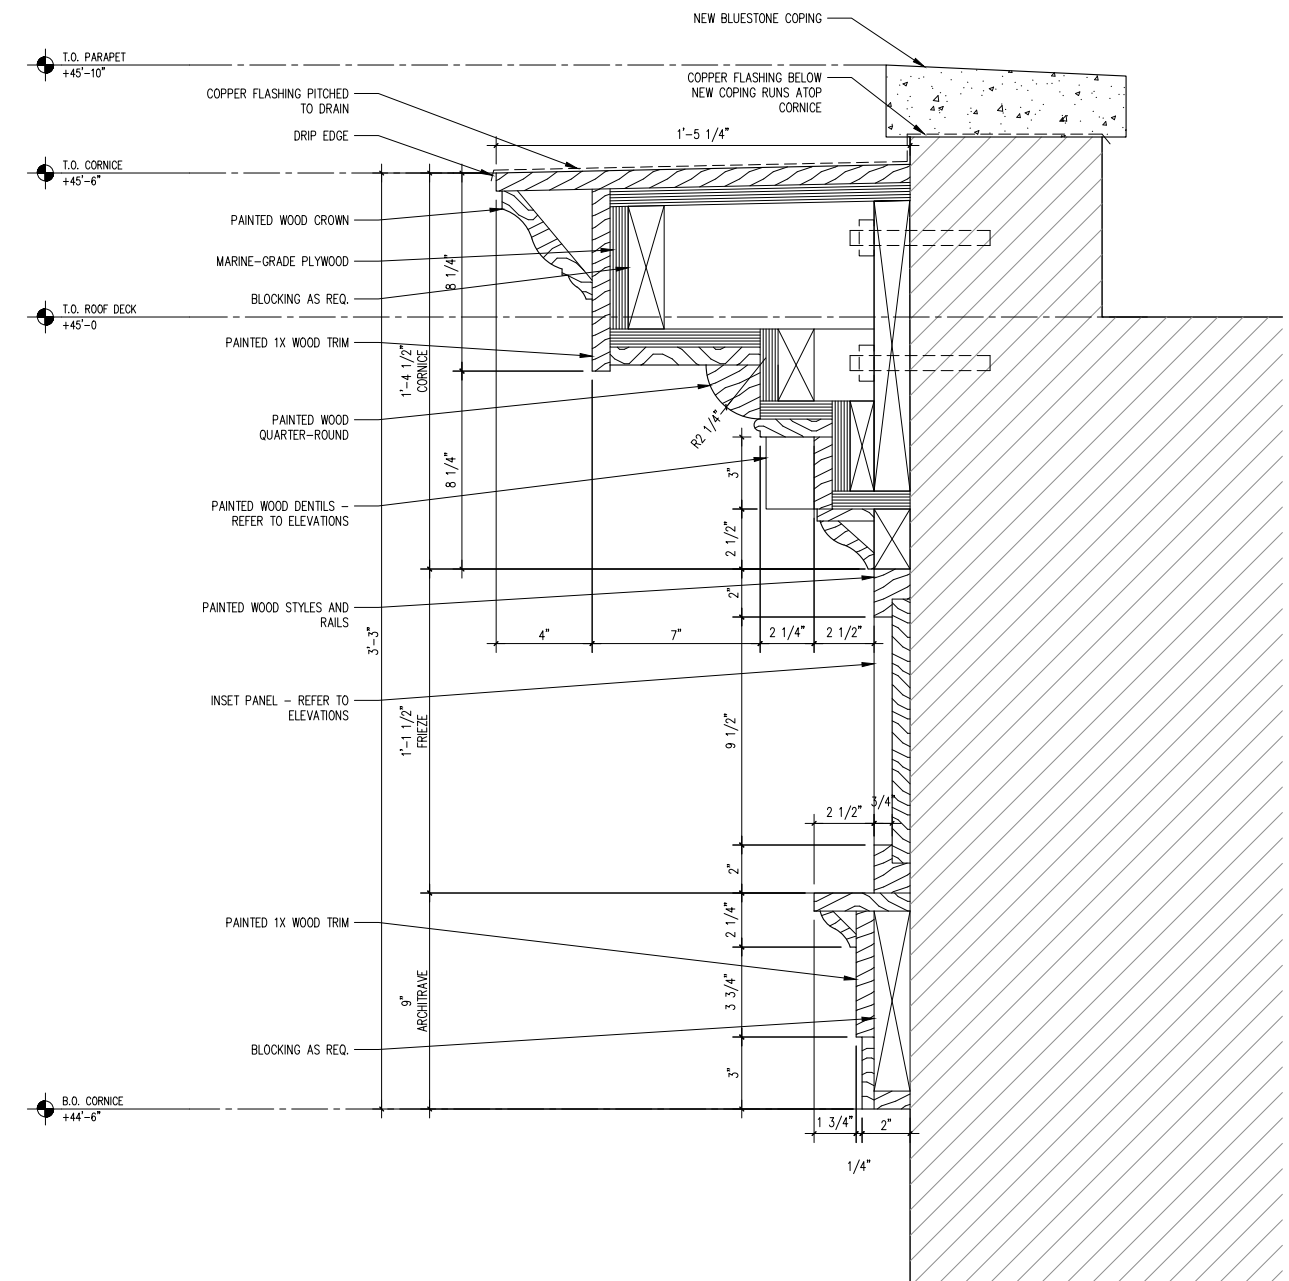 NEW BLUESTONE COPING
T.O. PARAPET
+45'-10"
COPPER FLASHING BELOW
NEW COPING RUNS ATOP
CORNICE
COPPER FLASHING PITCHED
TO DRAIN
DRIP EDGE
1'-5 1/4"
T.O. CORNICE
+45'-6"
PAINTED WOOD CROWN
MARINE-GRADE PLYWOOD
8 1/4"
BLOCKING AS REQ.
T.O. ROOF DECK
+45'-0
PAINTED 1X WOOD TRIM
1'-4 1/2"
CORNICE
PAINTED WOOD
QUARTER-ROUND
R2 1/4"
8 1/4"
3"
PAINTED WOOD DENTILS -
REFER TO ELEVATIONS
2 1/2"
2"
PAINTED WOOD STYLES AND
RAILS
3'-3"
4"
7"
2 1/4"
2 1/2"
INSET PANEL - REFER TO
ELEVATIONS
1'-1 1/2"
FRIEZE
9 1/2"
2 1/2"
3/4"
2"
PAINTED 1X WOOD TRIM
2 1/4"
9"
ARCHITRAVE
3 3/4"
BLOCKING AS REQ.
3"
B.O. CORNICE
+44'-6"
1 3/4"
2"
1/4"